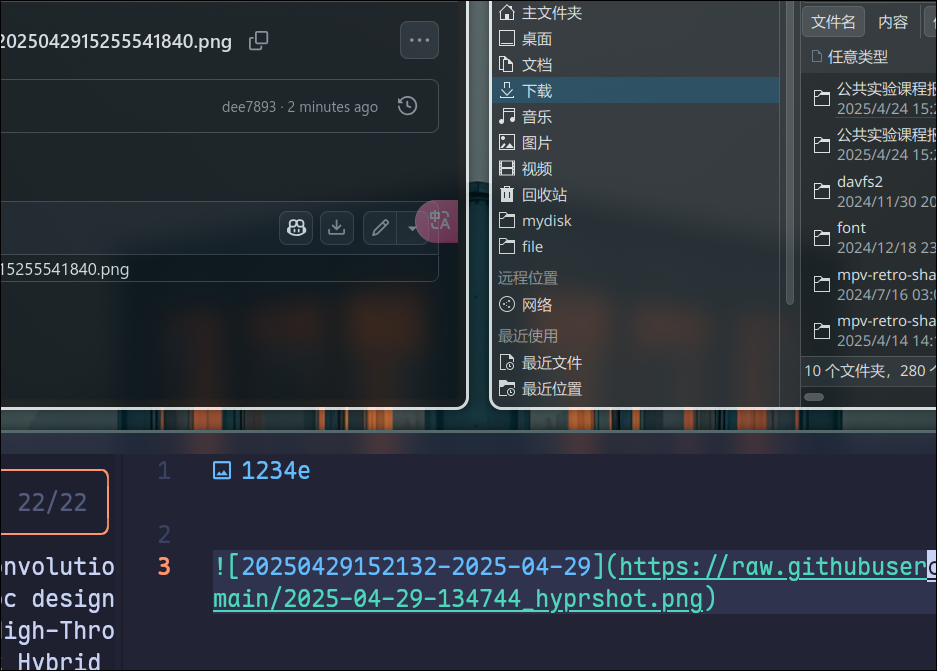 2025042915255541840.png
dee7893 · 2 minutes ago
中A
15255541840.png
主文件夹
桌面
文档
下载
音乐
图片
视频
回收站
mydisk
file
远程位置
网络
最近使用
最近文件
最近位置
文件名 内容
任意类型
公共实验课程报
2025/4/24 15:2
公共实验课程报
2025/4/24 15:2
davfs2
2024/11/30 20
font
2024/12/18 23
mpv-retro-sha
2024/7/16 03:0
mpv-retro-sha
2025/4/14 14:1
10 个文件夹，280 个
22/22
nvolutio
c design
igh-Thro
Hybrid
1 1234e
2
3 ![20250429152132-2025-04-29](https://raw.githubuserc
main/2025-04-29-134744_hyprshot.png)